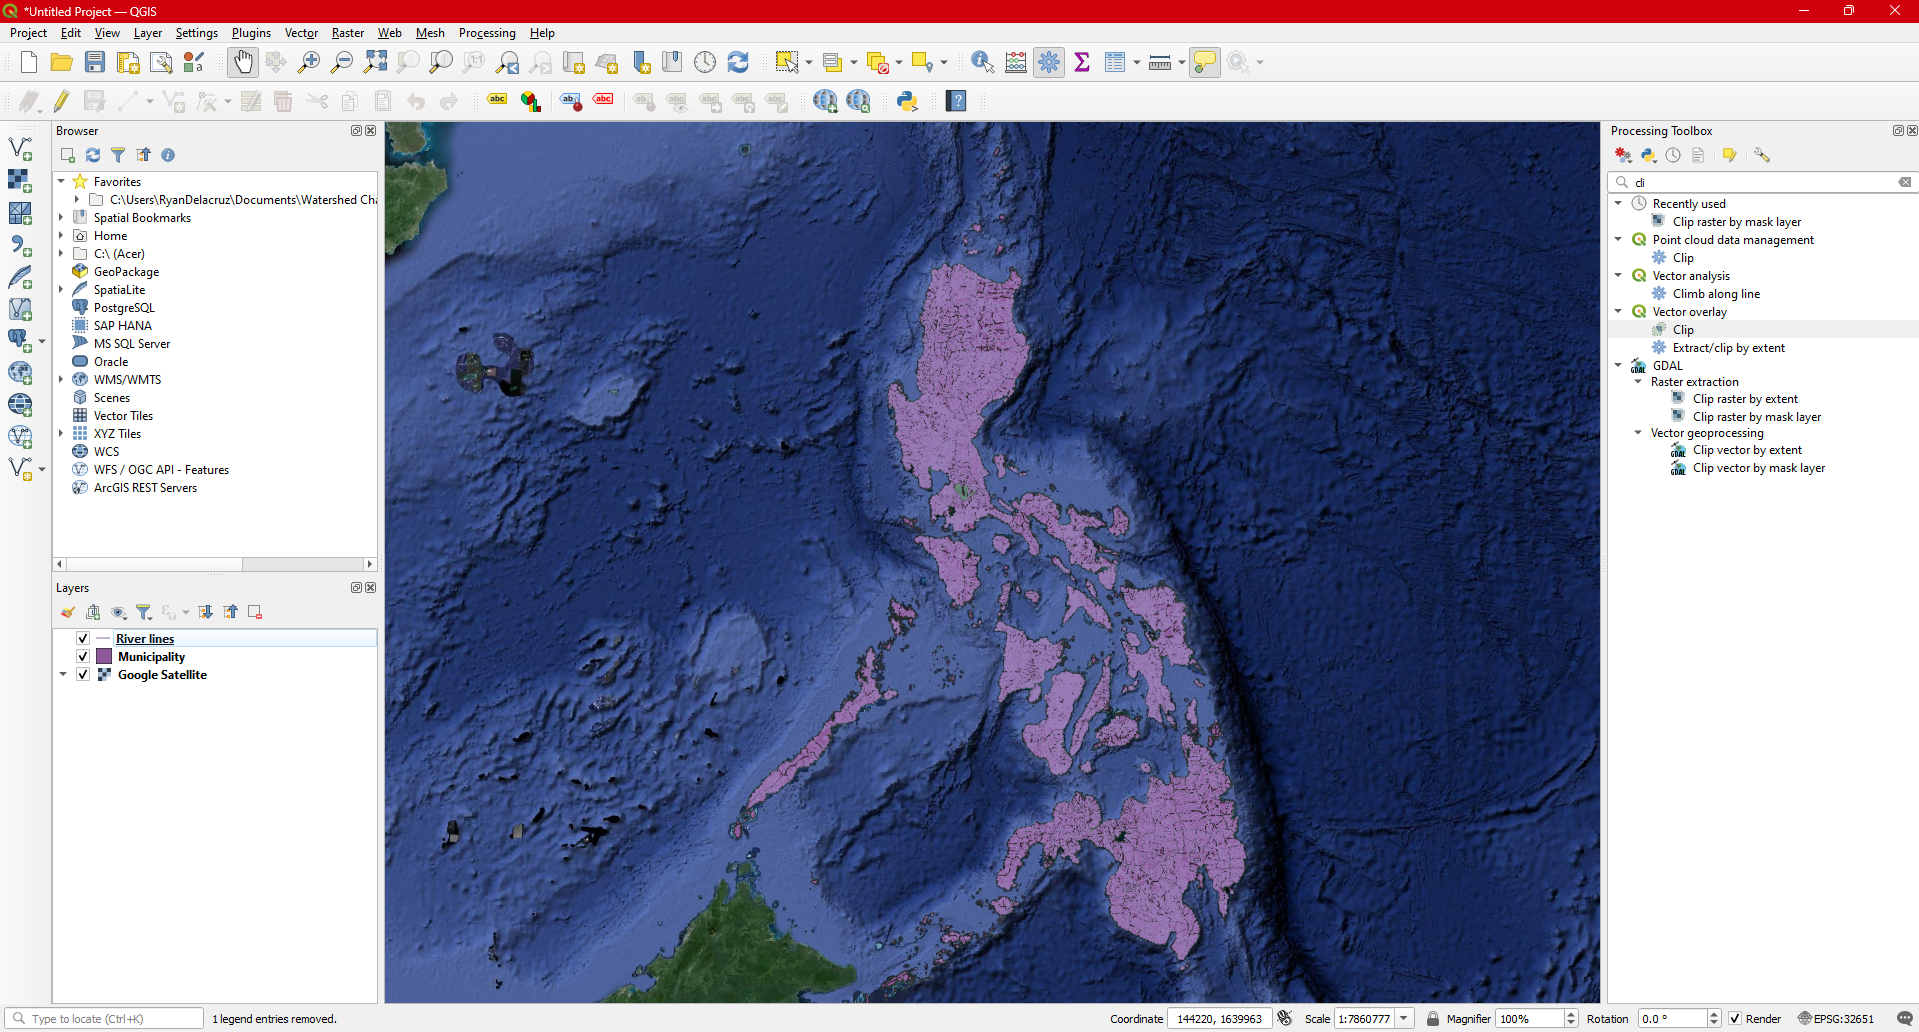 *Untitled Project — QGIS
Project Edit View Layer Settings Plugins Vector Raster Web Mesh Processing Help
Browser
Favorites
C:\Users\RyanDelacruz\Documents\Watershed Cha
Spatial Bookmarks
Home
C:\ (Acer)
GeoPackage
SpatiaLite
PostgreSQL
SAP HANA
MS SQL Server
Oracle
WMS/WMTS
Scenes
Vector Tiles
XYZ Tiles
WCS
WFS / OGC API - Features
ArcGIS REST Servers
Layers
River lines
Municipality
Google Satellite
Processing Toolbox
cli
Recently used
Clip raster by mask layer
Point cloud data management
Clip
Vector analysis
Climb along line
Vector overlay
Clip
Extract/clip by extent
GDAL
Raster extraction
Clip raster by extent
Clip raster by mask layer
Vector geoprocessing
Clip vector by extent
Clip vector by mask layer
Type to locate (Ctrl+K) 1 legend entries removed. Coordinate 144220, 1639963 Scale 1:7860777 Magnifier 100% Rotation 0.0 ° Render EPSG:32651